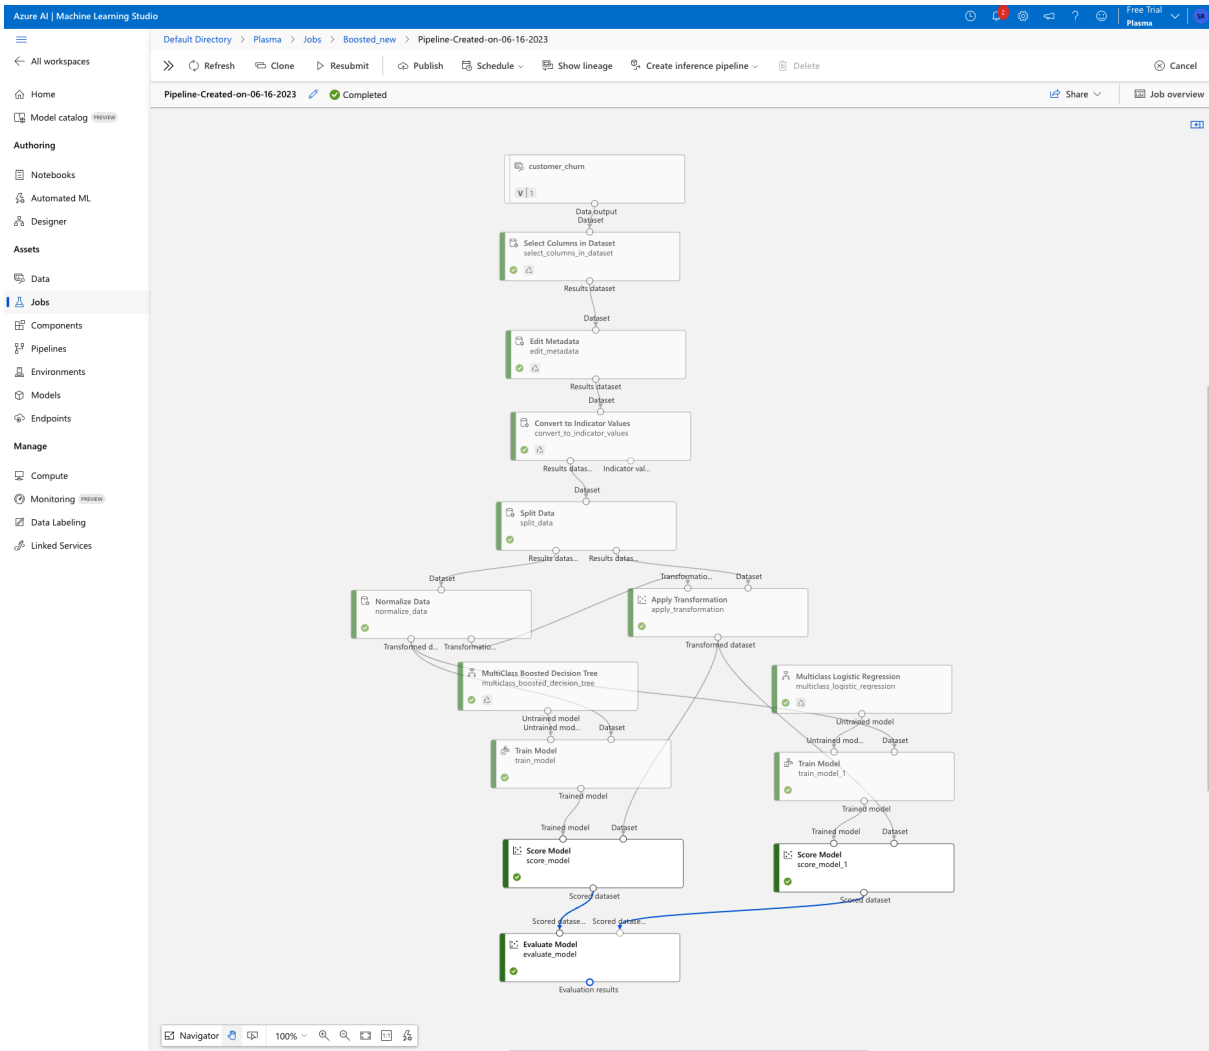 Azure AI | Machine Learning Studio
2
Free Trial
Plasma
SR
All workspaces
Home
Model catalog PREVIEW
Authoring
Notebooks
Automated ML
Designer
Assets
Data
Jobs
Components
Pipelines
Environments
Models
Endpoints
Manage
Compute
Monitoring PREVIEW
Data Labeling
Linked Services
Default Directory > Plasma > Jobs > Boosted_new > Pipeline-Created-on-06-16-2023
Refresh Clone Resubmit Publish Schedule Show lineage Create inference pipeline Delete Cancel
Pipeline-Created-on-06-16-2023 Completed Share Job overview
customer_churn
V | 1
Data output
Dataset
Select Columns in Dataset
select_columns_in_dataset
Results dataset
Dataset
Edit Metadata
edit_metadata
Results dataset
Dataset
Convert to Indicator Values
convert_to_indicator_values
Results datas... Indicator val...
Dataset
Split Data
split_data
Results datas... Results datas...
Dataset
Transformatio... Dataset
Normalize Data
normalize_data
Apply Transformation
apply_transformation
Transformed d... Transformatio...
Transformed dataset
MultiClass Boosted Decision Tree
multiclass_boosted_decision_tree
Multiclass Logistic Regression
multiclass_logistic_regression
Untrained model
Untrained mod... Dataset
Untrained model
Untrained mod... Dataset
Train Model
train_model
Train Model
train_model_1
Trained model
Trained model
Trained model Dataset
Trained model Dataset
Score Model
score_model
Score Model
score_model_1
Scored dataset
Scored dataset
Scored datase... Scored datase...
Evaluate Model
evaluate_model
Evaluation results
Navigator 100% 1:1